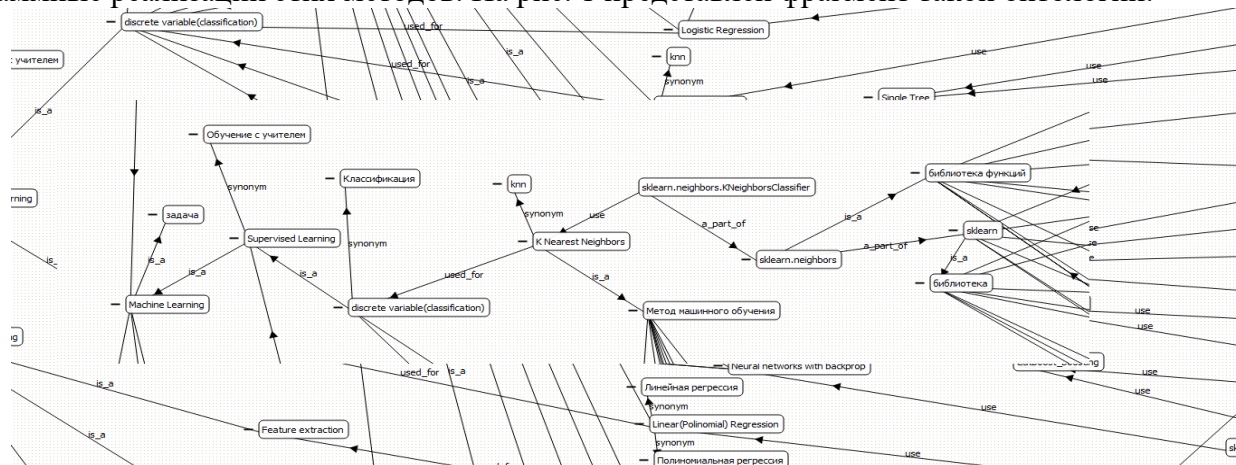 discrete variable(classification)
used_for
Logistic Regression
is_a
use
с учителем
knn
used_for
use
is_a
synonym
use
Single Tree
is_a
Обучение с учителем
Классификация
knn
sklearn.neighbors.KNeighborsClassifier
библиотека функций
synonym
rning
задача
synonym
use
is_a
a_part_of
sklearn
Supervised Learning
synonym
K Nearest Neighbors
a_part_of
se
is_
is_a
is_a
is_a
used_for
is_a
sklearn.neighbors
is_a
библиотека
Machine Learning
discrete variable(classification)
Метод машинного обучения
use
use
g
Neural networks with backprop
is_a
used_for
is_a
use
Линейная регрессия
synonym
use
Linear(Polinomial) Regression
Feature extraction
is_a
synonym
use
Полиномиальная регрессия
sk